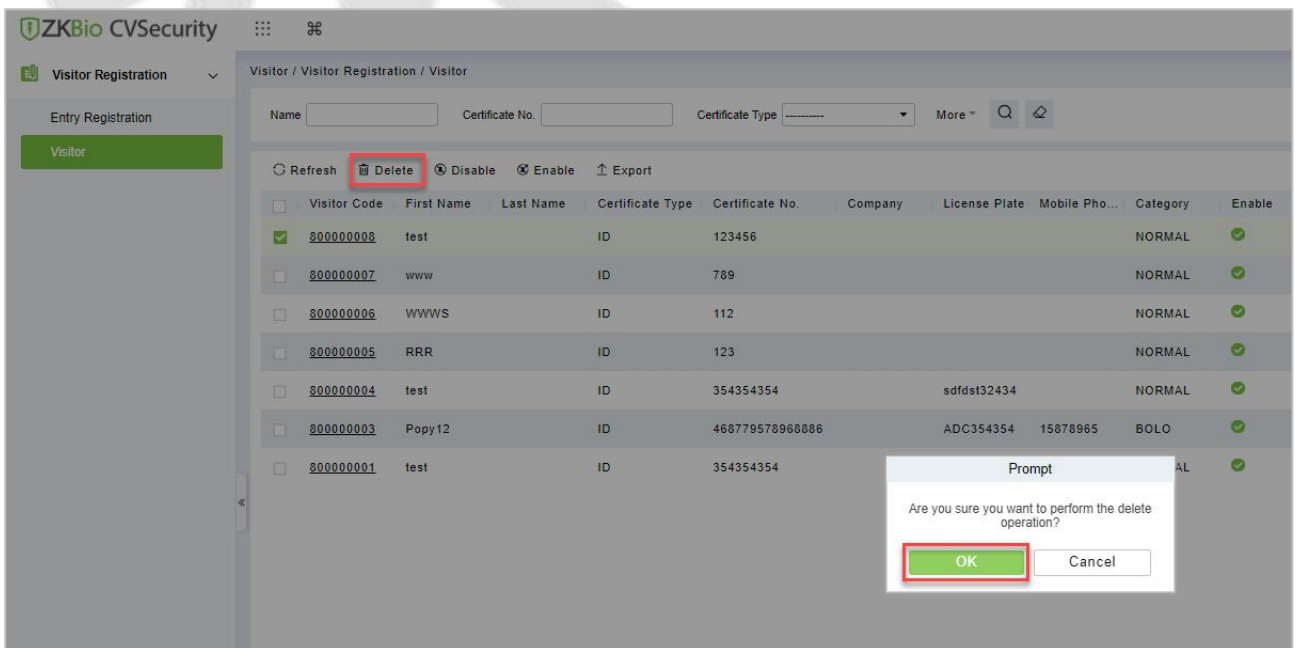 ZKBio CVSecurity
Visitor Registration
Entry Registration
Visitor
Visitor / Visitor Registration / Visitor
Name Certificate No. Certificate Type ---------- More
Refresh Delete Disable Enable Export
Visitor Code First Name Last Name Certificate Type Certificate No. Company License Plate Mobile Pho... Category Enable
800000008 test ID 123456 NORMAL
800000007 www ID 789 NORMAL
800000006 WWWS ID 112 NORMAL
800000005 RRR ID 123 NORMAL
800000004 test ID 354354354 sdfdst32434 NORMAL
800000003 Popy12 ID 468779578968886 ADC354354 15878965 BOLO
800000001 test ID 354354354 AL
Prompt
Are you sure you want to perform the delete
operation?
OK Cancel